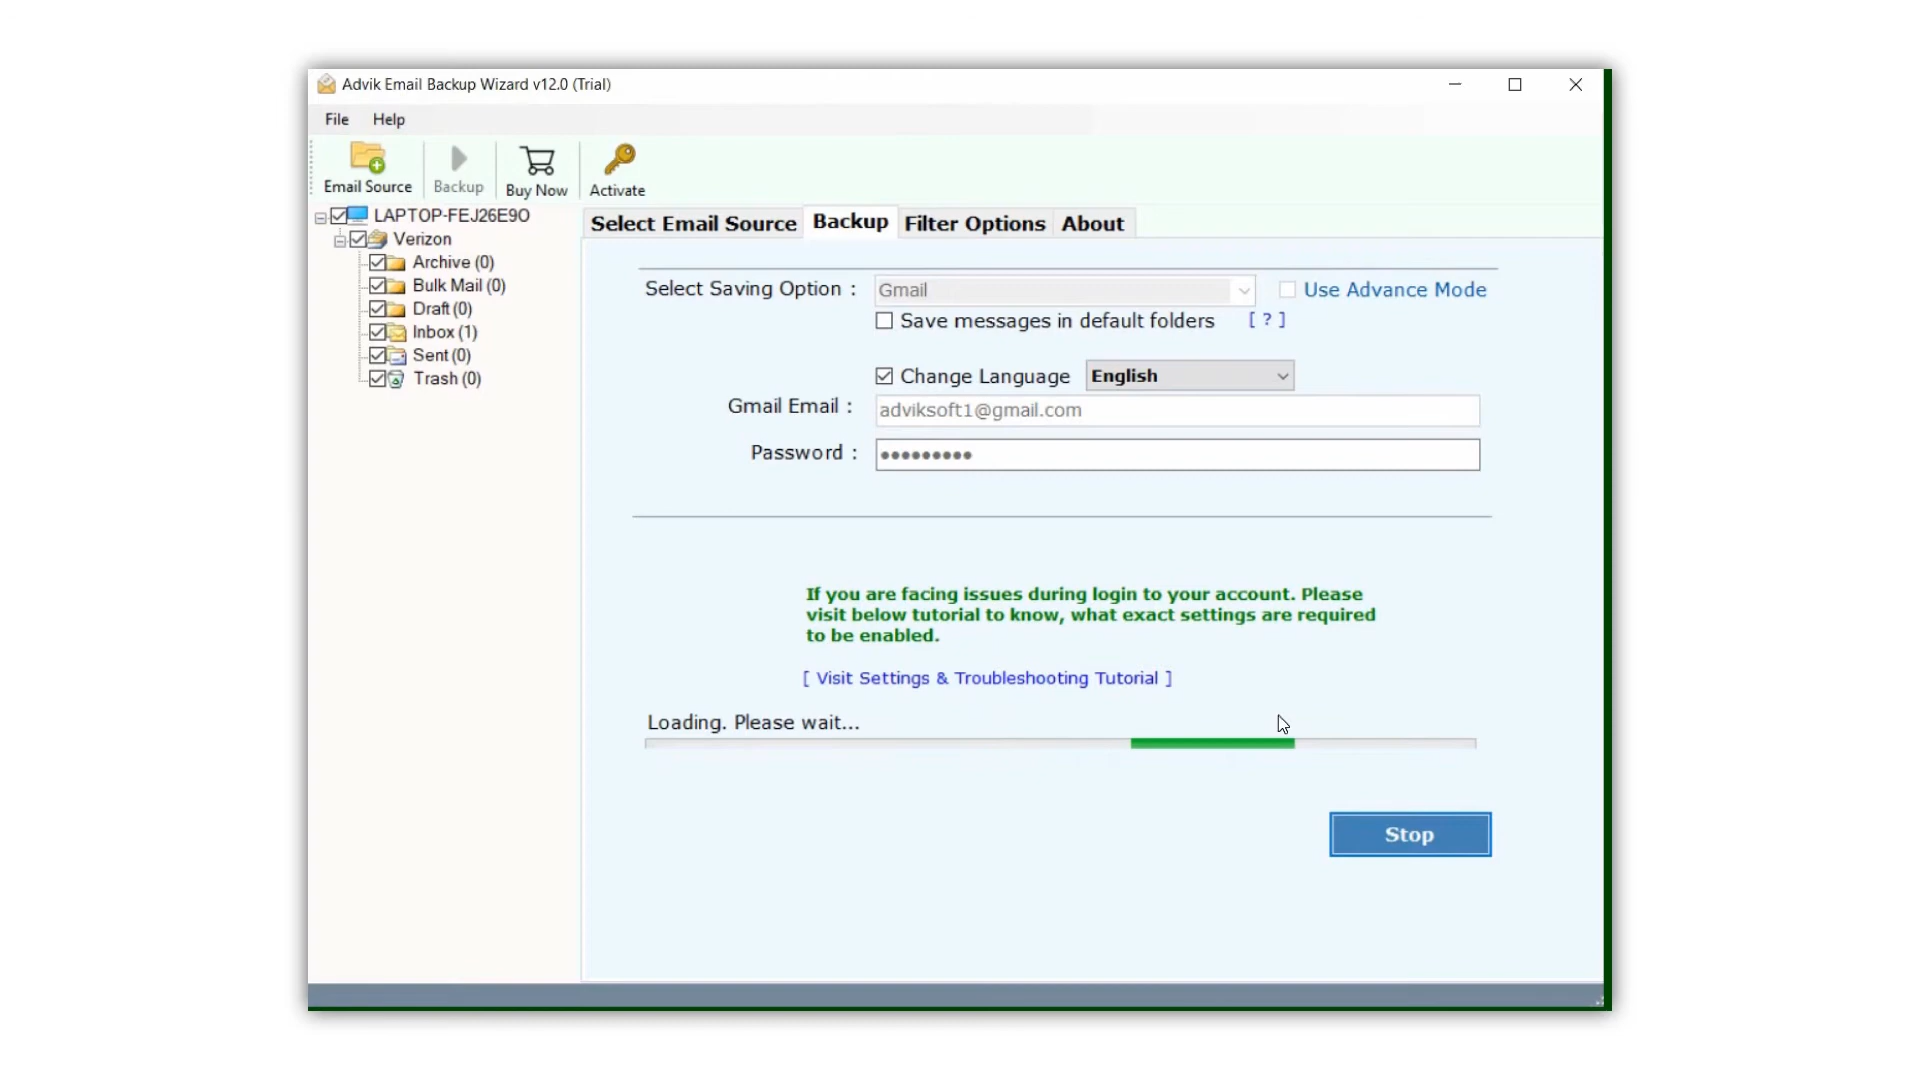 Advik Email Backup Wizard v12.0 (Trial)
File Help
Email Source Backup Buy Now Activate
LAPTOP-FEJ26E9O
Verizon
Archive (0)
Bulk Mail (0)
Draft (0)
Inbox (1)
Sent (0)
Trash (0)
Select Email Source Backup Filter Options About
Select Saving Option : Gmail Use Advance Mode
Save messages in default folders [ ? ]
Change Language English
Gmail Email : adviksoft1@gmail.com
Password : •••••••••
If you are facing issues during login to your account. Please
visit below tutorial to know, what exact settings are required
to be enabled.
[ Visit Settings & Troubleshooting Tutorial ]
Loading. Please wait...
Stop